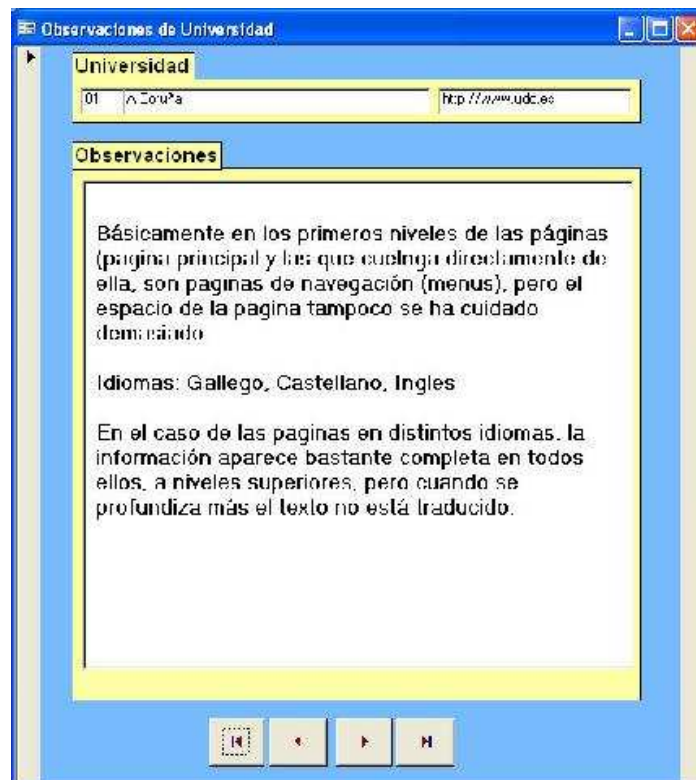 Observaciones de Universidad
Universidad
01 A Coruña http://www.udc.es
Observaciones
Básicamente en los primeros niveles de las páginas
(pagina principal y las que cuelnga directamente de
ella, son paginas de navegación (menus), pero el
espacio de la pagina tampoco se ha cuidado
demasiado
Idiomas: Gallego, Castellano, Ingles
En el caso de las paginas en distintos idiomas, la
información aparece bastante completa en todos
ellos, a niveles superiores, pero cuando se
profundiza más el texto no está traducido.